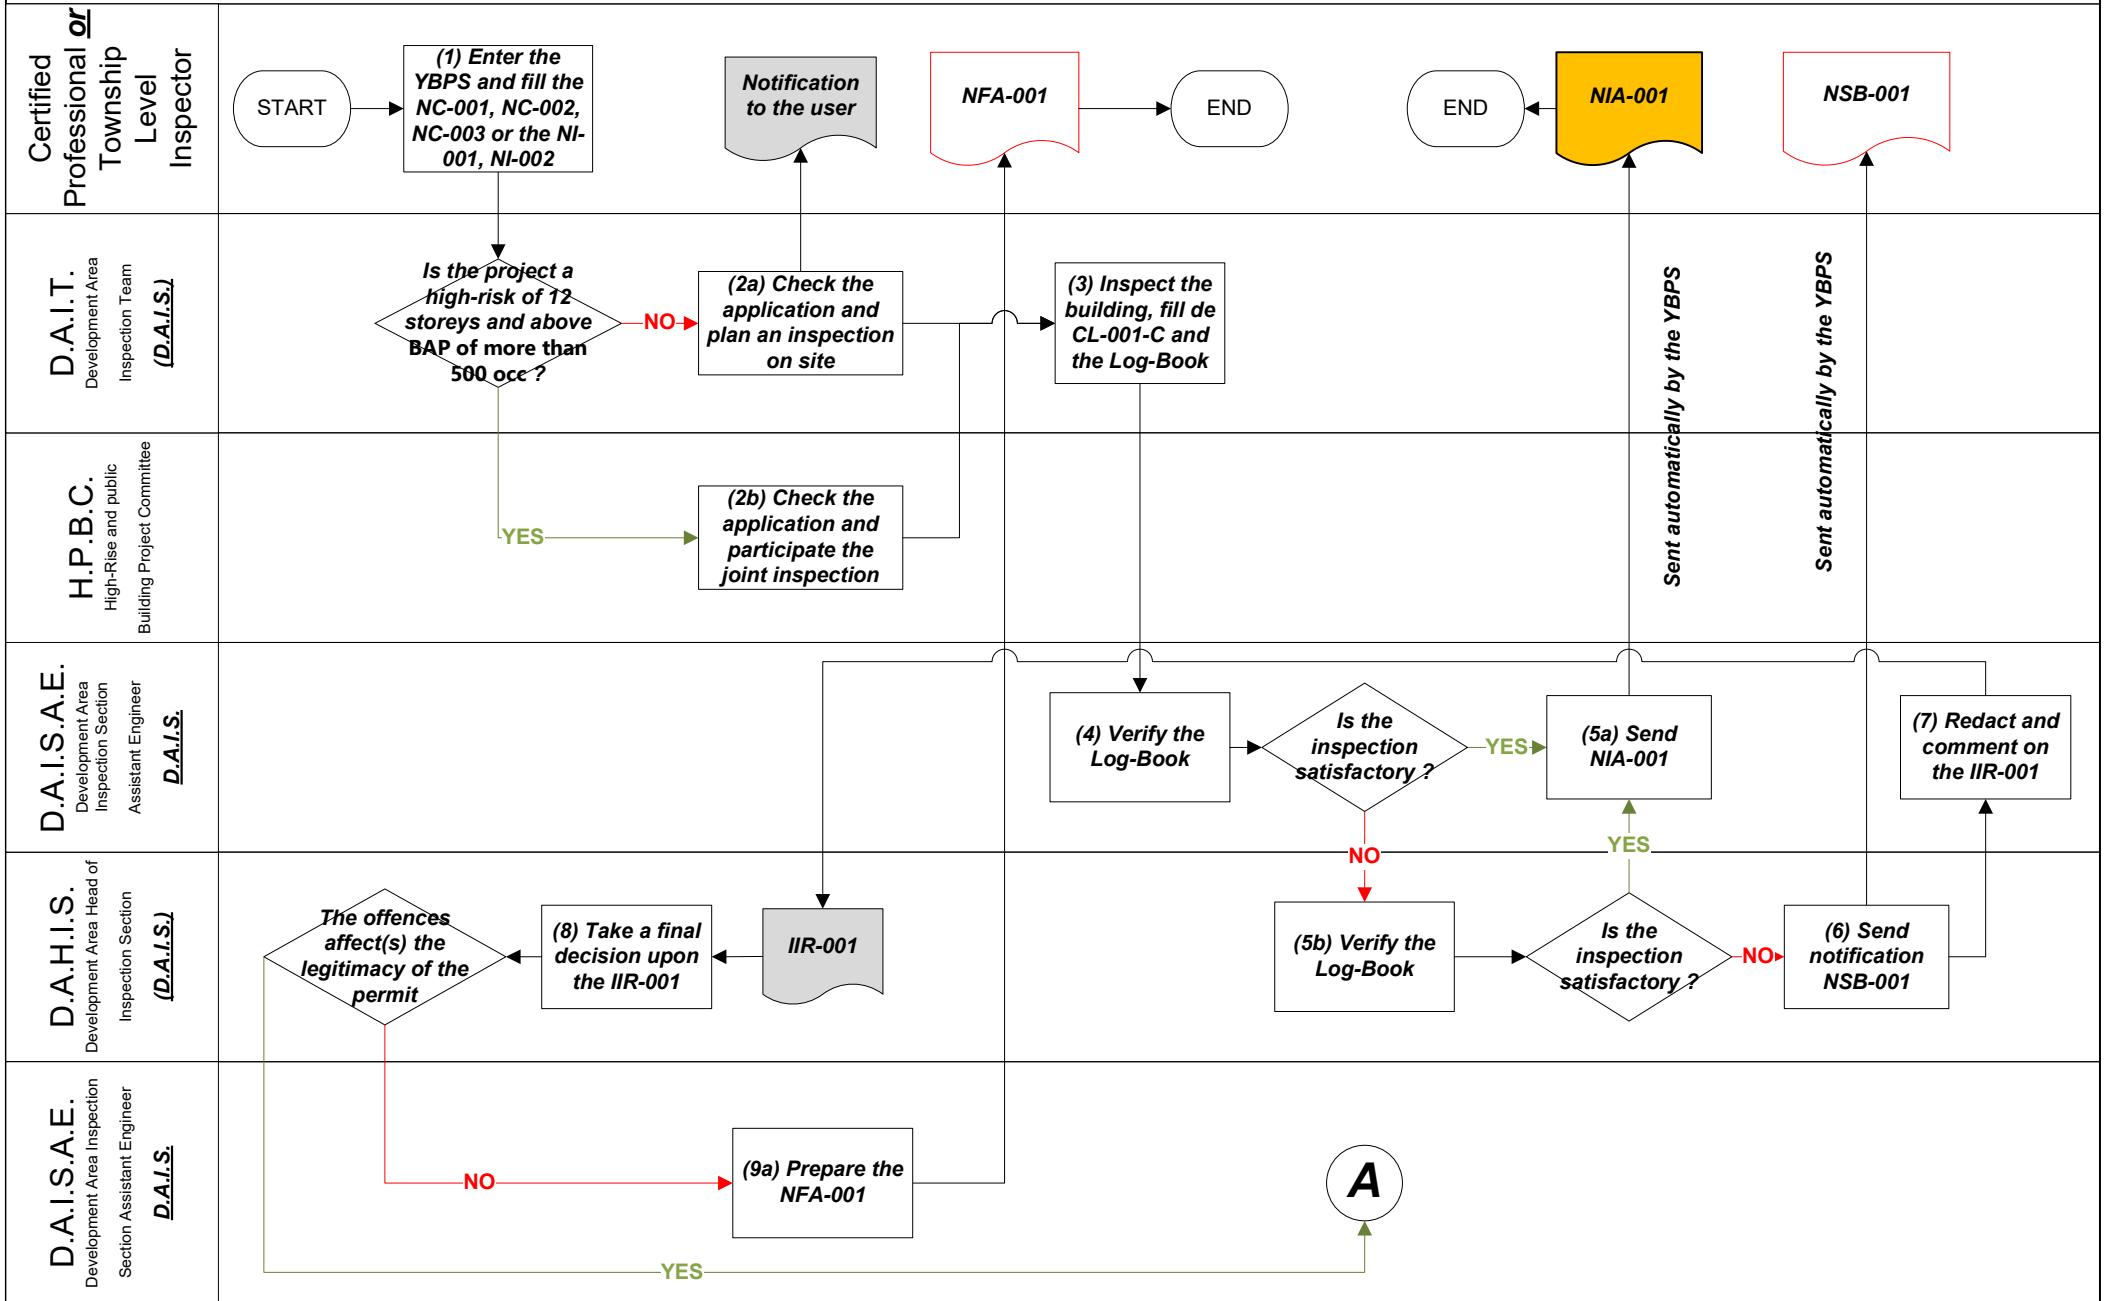 Certified
Professional or
Township
Level
Inspector
START
(1) Enter the
YBPS and fill the
NC-001, NC-002,
NC-003 or the NI-
001, NI-002
Notification
to the user
NFA-001
END
END
NIA-001
NSB-001
D.A.I.T.
Development Area
Inspection Team
(D.A.I.S.)
Is the project a
high-risk of 12
storeys and above
BAP of more than
500 occ ?
NO
(2a) Check the
application and
plan an inspection
on site
(3) Inspect the
building, fill de
CL-001-C and
the Log-Book
Sent automatically by the YBPS
Sent automatically by the YBPS
H.P.B.C.
High-Rise and public
Building Project Committee
YES
(2b) Check the
application and
participate the
joint inspection
D.A.I.S.A.E.
Development Area
Inspection Section
Assistant Engineer
D.A.I.S.
(4) Verify the
Log-Book
Is the
inspection
satisfactory ?
YES
(5a) Send
NIA-001
(7) Redact and
comment on
the IIR-001
NO
YES
D.A.H.I.S.
Development Area Head of
Inspection Section
(D.A.I.S.)
The offences
affect(s) the
legitimacy of the
permit
(8) Take a final
decision upon
the IIR-001
IIR-001
(5b) Verify the
Log-Book
Is the
inspection
satisfactory ?
NO
(6) Send
notification
NSB-001
D.A.I.S.A.E.
Development Area Inspection
Section Assistant Engineer
D.A.I.S.
NO
(9a) Prepare the
NFA-001
A
YES